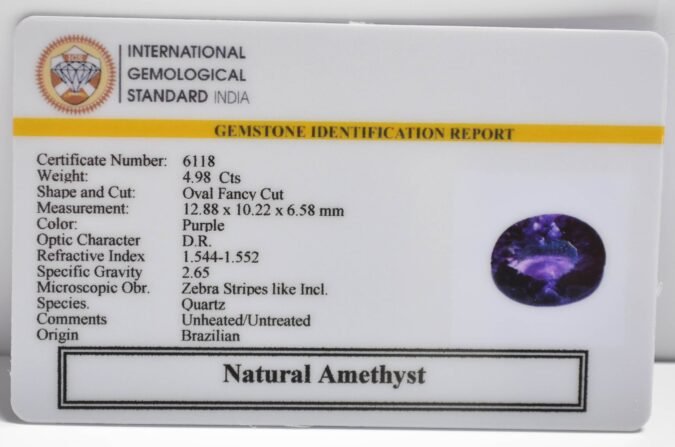 INTERNATIONAL
GEMOLOGICAL
STANDARD INDIA
GEMSTONE IDENTIFICATION REPORT
Certificate Number: 6118
Weight: 4.98 Cts
Shape and Cut: Oval Fancy Cut
Measurement: 12.88 x 10.22 x 6.58 mm
Color: Purple
Optic Character D.R.
Refractive Index 1.544-1.552
Specific Gravity 2.65
Microscopic Obr. Zebra Stripes like Incl.
Species. Quartz
Comments Unheated/Untreated
Origin Brazilian
Natural Amethyst